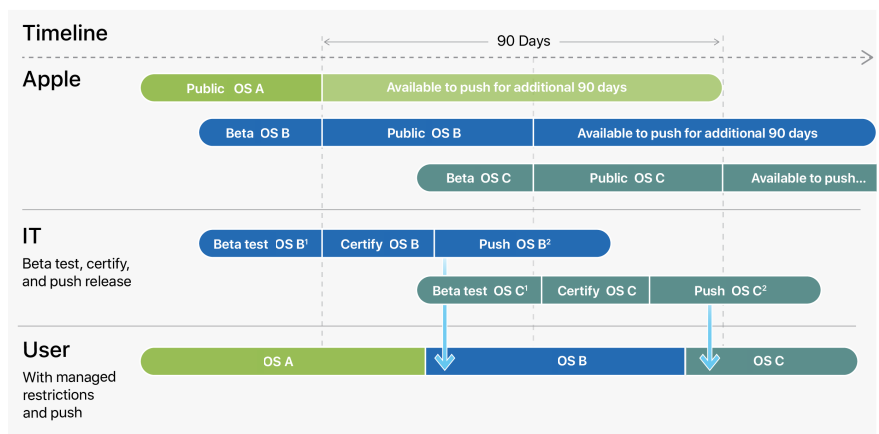 Timeline
90 Days
Apple
Public OS A
Available to push for additional 90 days
Beta OS B
Public OS B
Available to push for additional 90 days
Beta OS C
Public OS C
Available to push...
IT
Beta test, certify,
and push release
Beta test OS B¹
Certify OS B
Push OS B²
Beta test OS C¹
Certify OS C
Push OS C²
User
With managed
restrictions
and push
OS A
OS B
OS C